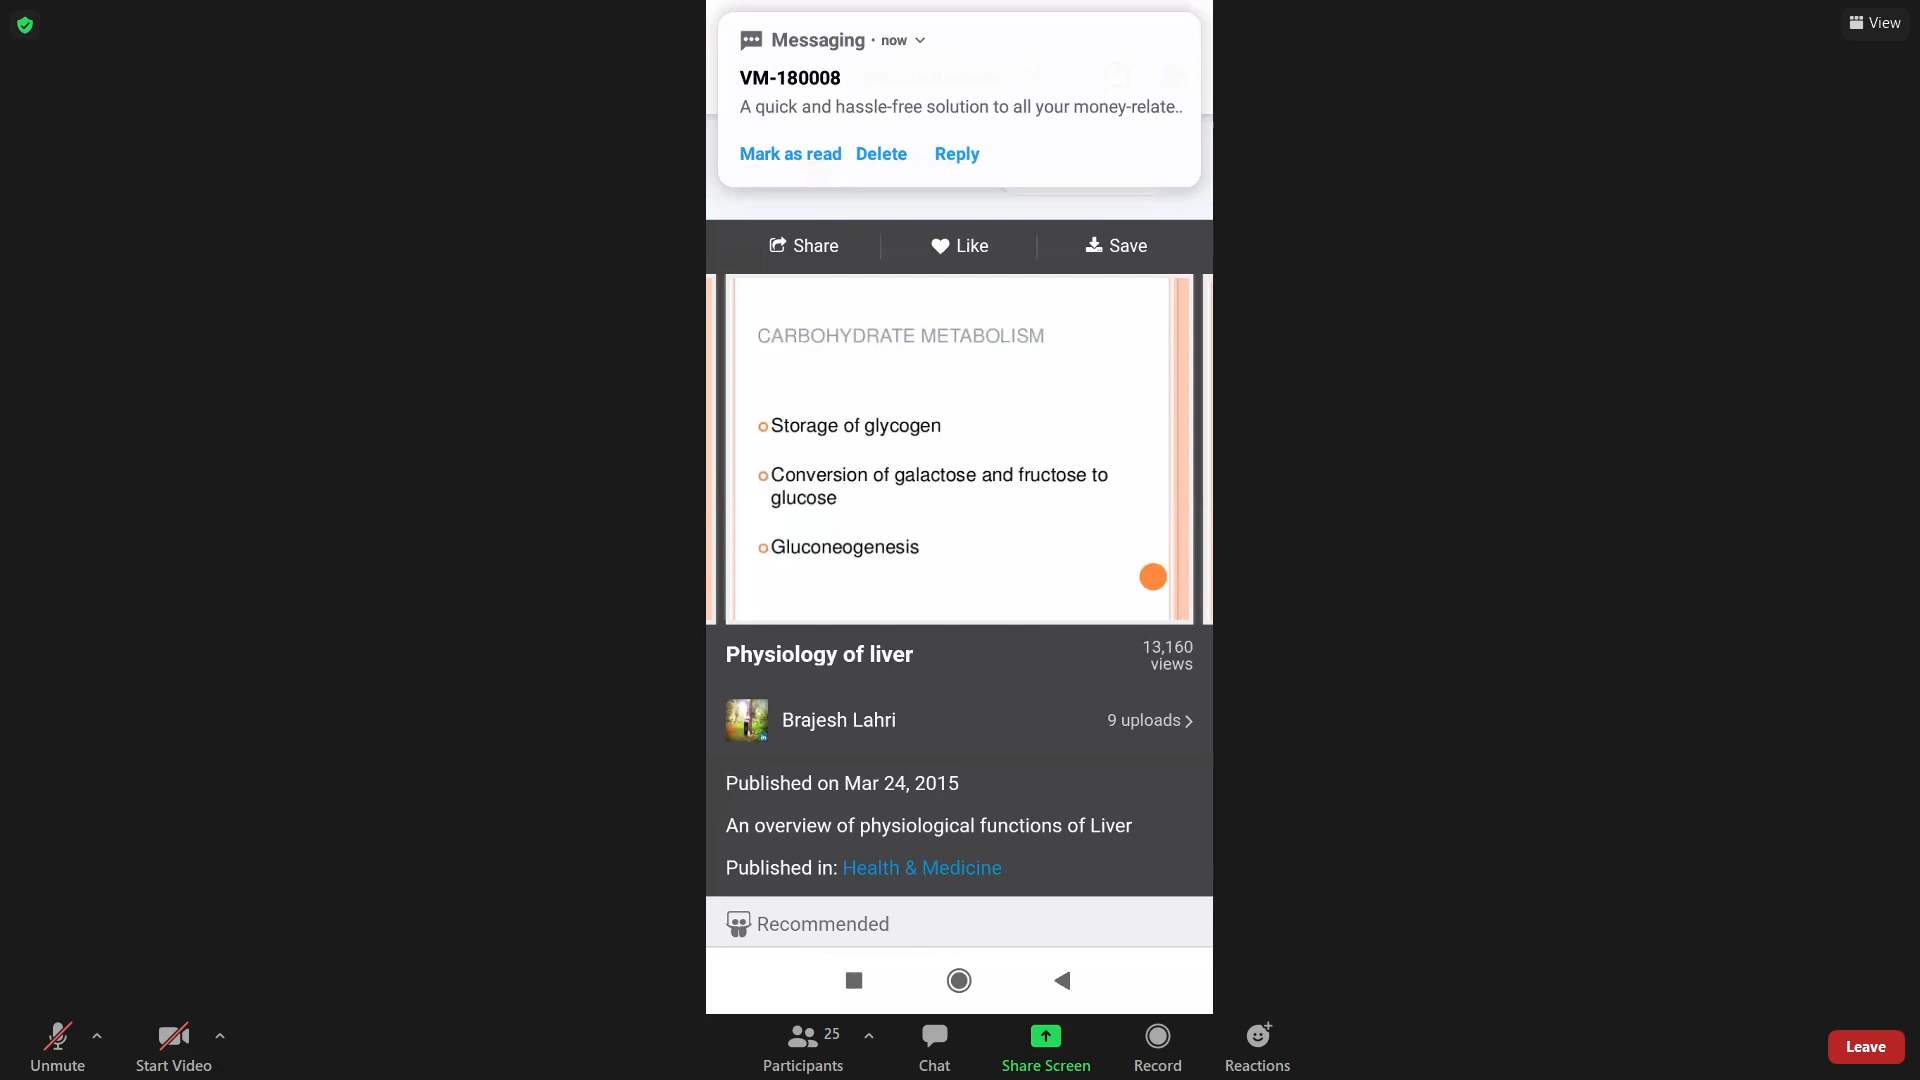 View
Messaging · now
VM-180008
A quick and hassle-free solution to all your money-relate..
Mark as read Delete Reply
Share Like Save
CARBOHYDRATE METABOLISM
Storage of glycogen
Conversion of galactose and fructose to
glucose
Gluconeogenesis
Physiology of liver
13,160
views
Brajesh Lahri
9 uploads
Published on Mar 24, 2015
An overview of physiological functions of Liver
Published in: Health & Medicine
Recommended
25
Unmute Start Video Participants Chat Share Screen Record Reactions Leave